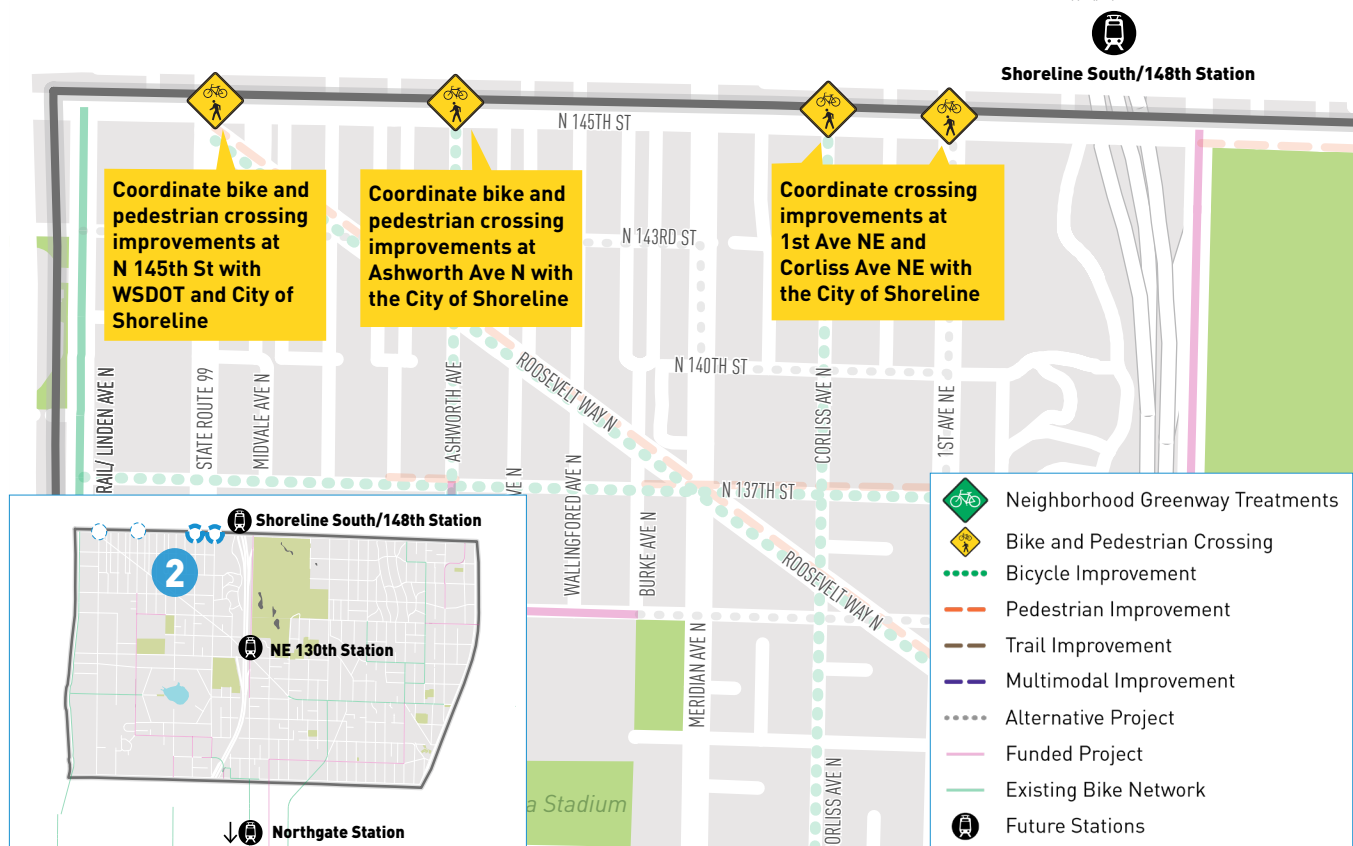 Shoreline South/148th Station
N 145TH ST
Coordinate bike and
pedestrian crossing
improvements at
N 145th St with
WSDOT and City of
Shoreline
Coordinate bike and
pedestrian crossing
improvements at
Ashworth Ave N with
the City of Shoreline
Coordinate crossing
improvements at
1st Ave NE and
Corliss Ave NE with
the City of Shoreline
N 143RD ST
N 140TH ST
ROOSEVELT WAY N
RAIL/ LINDEN AVE N
STATE ROUTE 99
MIDVALE AVE N
ASHWORTH AVE
VE N
WALLINGFORD AVE N
BURKE AVE N
MERIDIAN AVE N
CORLISS AVE N
1ST AVE NE
N 137TH ST
ROOSEVELT WAY N
ORLISS AVE N
a Stadium
Shoreline South/148th Station
2
NE 130th Station
Northgate Station
Neighborhood Greenway Treatments
Bike and Pedestrian Crossing
Bicycle Improvement
Pedestrian Improvement
Trail Improvement
Multimodal Improvement
Alternative Project
Funded Project
Existing Bike Network
Future Stations